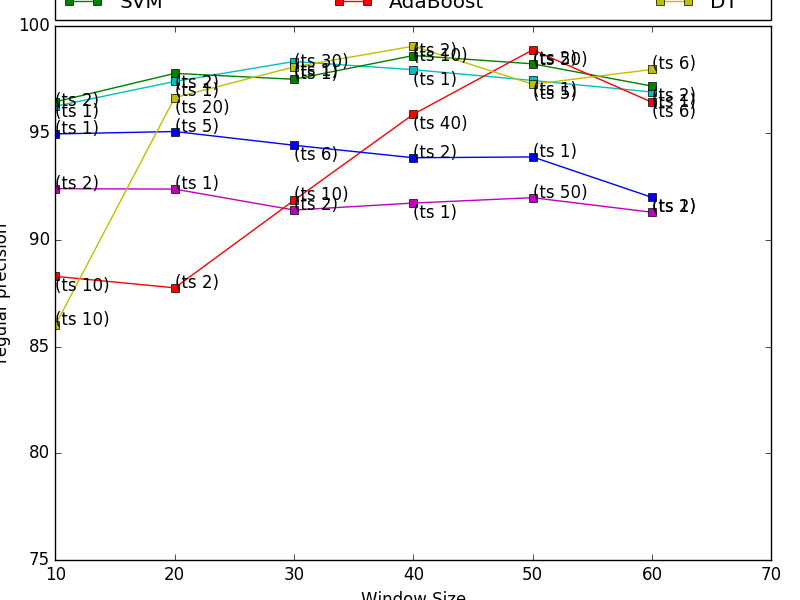 SVM AdaBoost DT
100
95
90
85
80
75
10 20 30 40 50 60 70
regular precision
Window Size
(ts 2)
(ts 1)
(ts 1)
(ts 2)
(ts 10)
(ts 10)
(ts 2)
(ts 1)
(ts 20)
(ts 5)
(ts 1)
(ts 2)
(ts 30)
(ts 1)
(ts 6)
(ts 10)
(ts 2)
(ts 2)
(ts 10)
(ts 1)
(ts 40)
(ts 2)
(ts 1)
(ts 1)
(ts 50)
(ts 6)
(ts 2)
(ts 6)